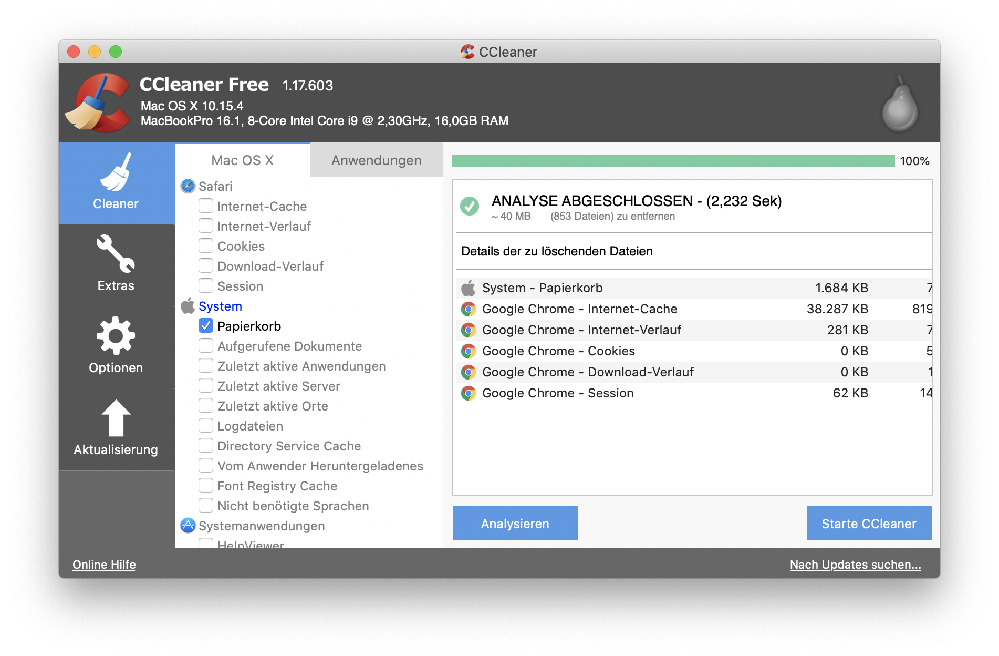 CCleaner
CCleaner Free 1.17.603
Mac OS X 10.15.4
MacBookPro 16.1, 8-Core Intel Core i9 @ 2,30GHz, 16,0GB RAM
Cleaner
Extras
Optionen
Aktualisierung
Mac OS X Anwendungen
Safari
Internet-Cache
Internet-Verlauf
Cookies
Download-Verlauf
Session
System
Papierkorb
Aufgerufene Dokumente
Zuletzt aktive Anwendungen
Zuletzt aktive Server
Zuletzt aktive Orte
Logdateien
Directory Service Cache
Vom Anwender Heruntergeladenes
Font Registry Cache
Nicht benötigte Sprachen
Systemanwendungen
HelpViewer
100%
ANALYSE ABGESCHLOSSEN - (2,232 Sek)
~ 40 MB (853 Dateien) zu entfernen
Details der zu löschenden Dateien
System - Papierkorb 1.684 KB 7
Google Chrome - Internet-Cache 38.287 KB 819
Google Chrome - Internet-Verlauf 281 KB 7
Google Chrome - Cookies 0 KB 5
Google Chrome - Download-Verlauf 0 KB 1
Google Chrome - Session 62 KB 14
Analysieren
Starte CCleaner
Online Hilfe
Nach Updates suchen...